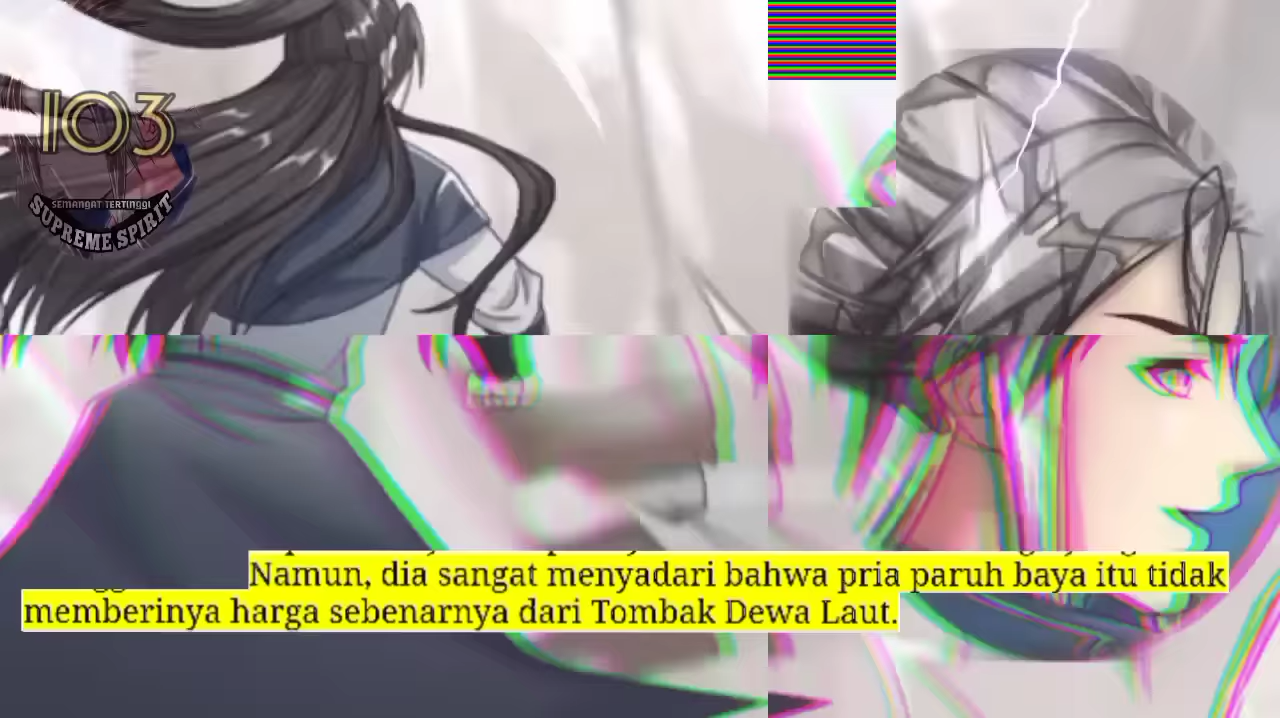 103
SEMANGAT TERTINGGI
SUPREME SPIRIT
Namun, dia sangat menyadari bahwa pria paruh baya itu tidak
memberinya harga sebenarnya dari Tombak Dewa Laut.